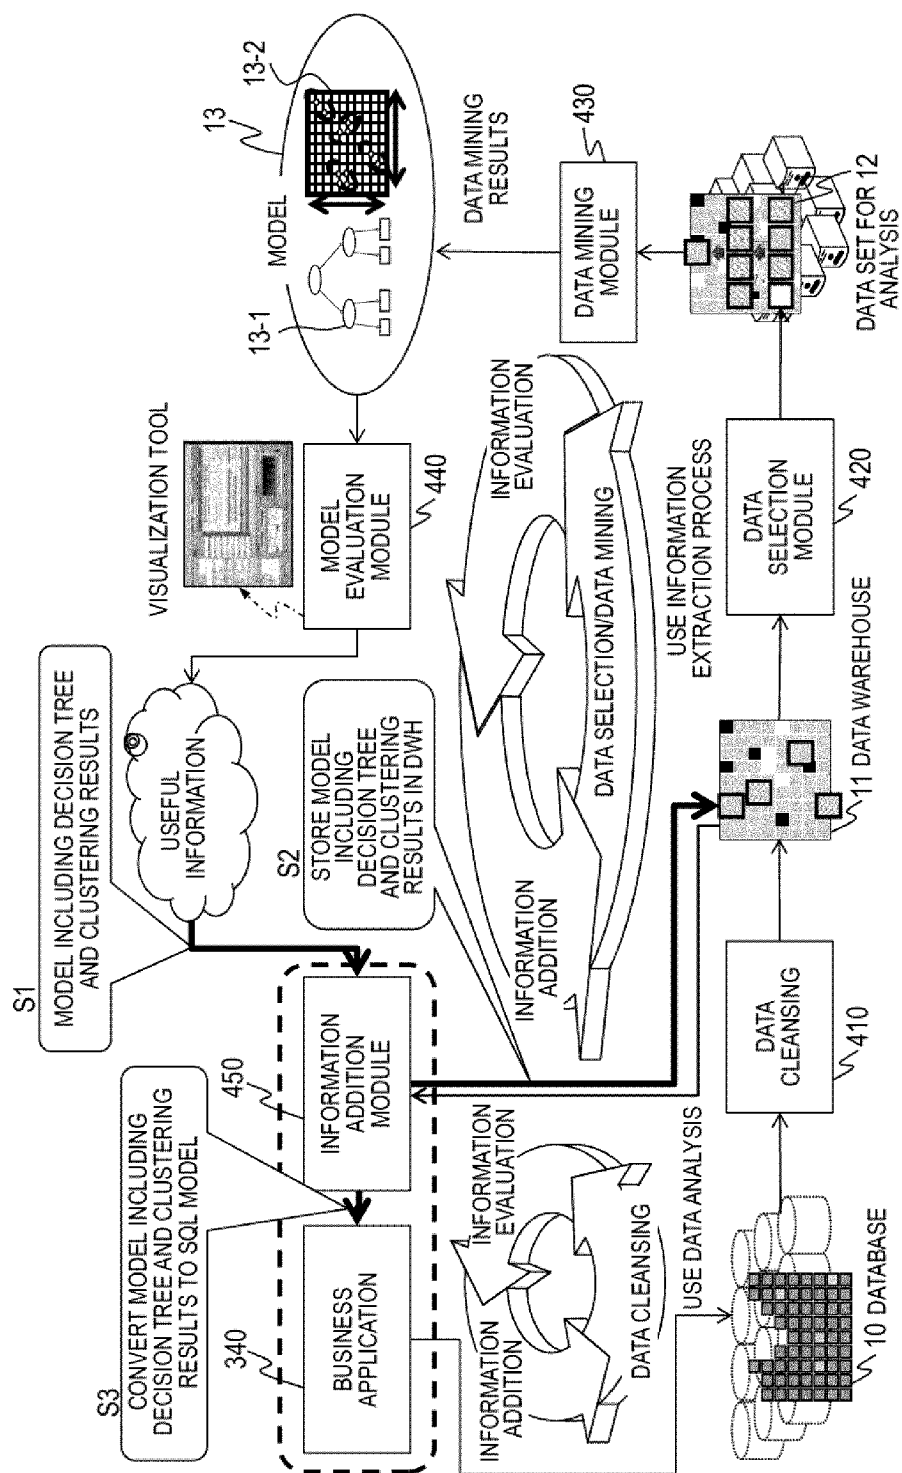 S3
CONVERT MODEL INCLUDING
DECISION TREE AND CLUSTERING
RESULTS TO SQL MODEL
S1
MODEL INCLUDING DECISION TREE
AND CLUSTERING RESULTS
VISUALIZATION TOOL
13
13-2
MODEL
13-1
340
BUSINESS
APPLICATION
450
INFORMATION
ADDITION
MODULE
USEFUL
INFORMATION
S2
STORE MODEL
INCLUDING
DECISION TREE
AND CLUSTERING
RESULTS IN DWH
MODEL
EVALUATION
MODULE
440
DATA MINING
RESULTS
INFORMATION
ADDITION
INFORMATION
EVALUATION
DATA CLEANSING
INFORMATION
ADDITION
INFORMATION
EVALUATION
DATA SELECTION/DATA MINING
DATA MINING
MODULE
430
USE DATA ANALYSIS
USE INFORMATION
EXTRACTION PROCESS
10 DATABASE
DATA
CLEANSING
410
11 DATA WAREHOUSE
DATA
SELECTION
MODULE
420
DATA SET FOR 12
ANALYSIS